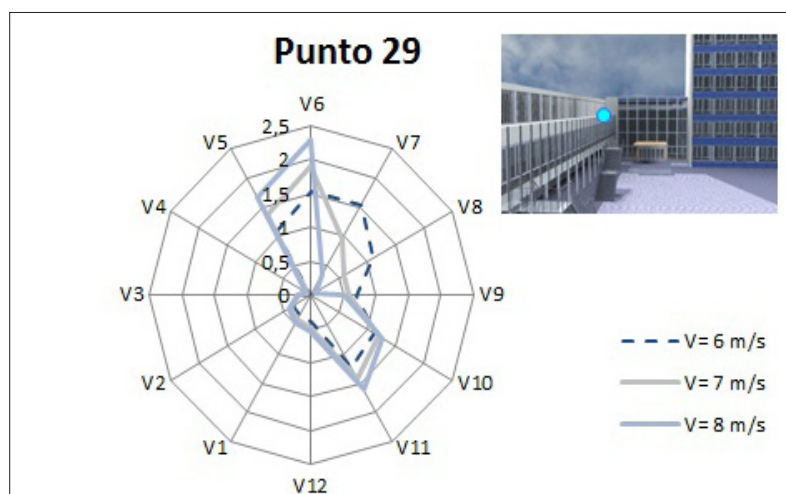 Punto 29
V6
2,5
V5
V7
2
1,5
V4
V8
1
0,5
V3
0
V9
V2
V10
V1
V11
V12
V= 6 m/s
V= 7 m/s
V= 8 m/s